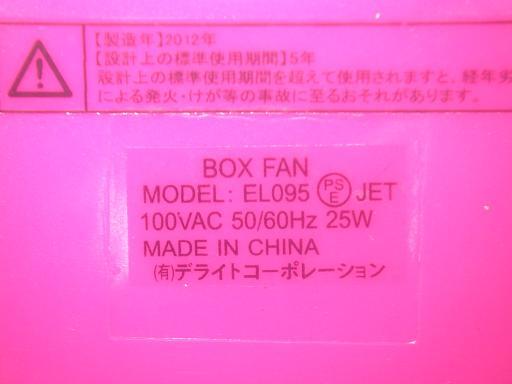 【製造年】2012年
【設計上の標準使用期間】5年
設計上の標準使用期間を超えて使用されますと、経年劣
による発火・けが等の事故に至るおそれがあります。
BOX FAN
MODEL: EL095 PSE JET
100VAC 50/60Hz 25W
MADE IN CHINA
(有)デライトコーポレーション